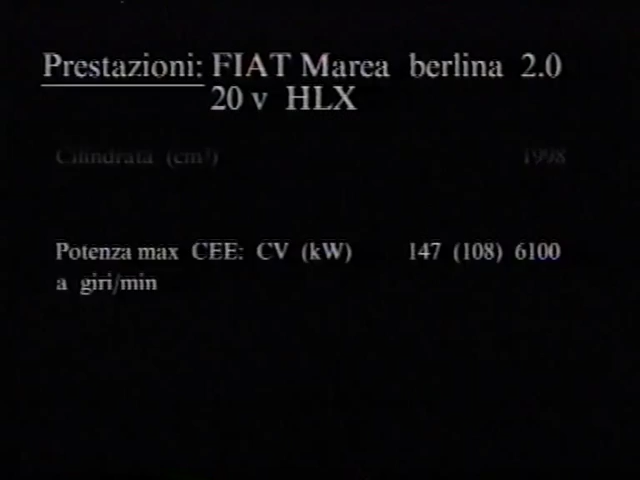 Prestazioni: FIAT Marea berlina 2.0
20 v HLX
Cilindrata (cm³) 1998
Potenza max CEE: CV (kW) 147 (108) 6100
a giri/min